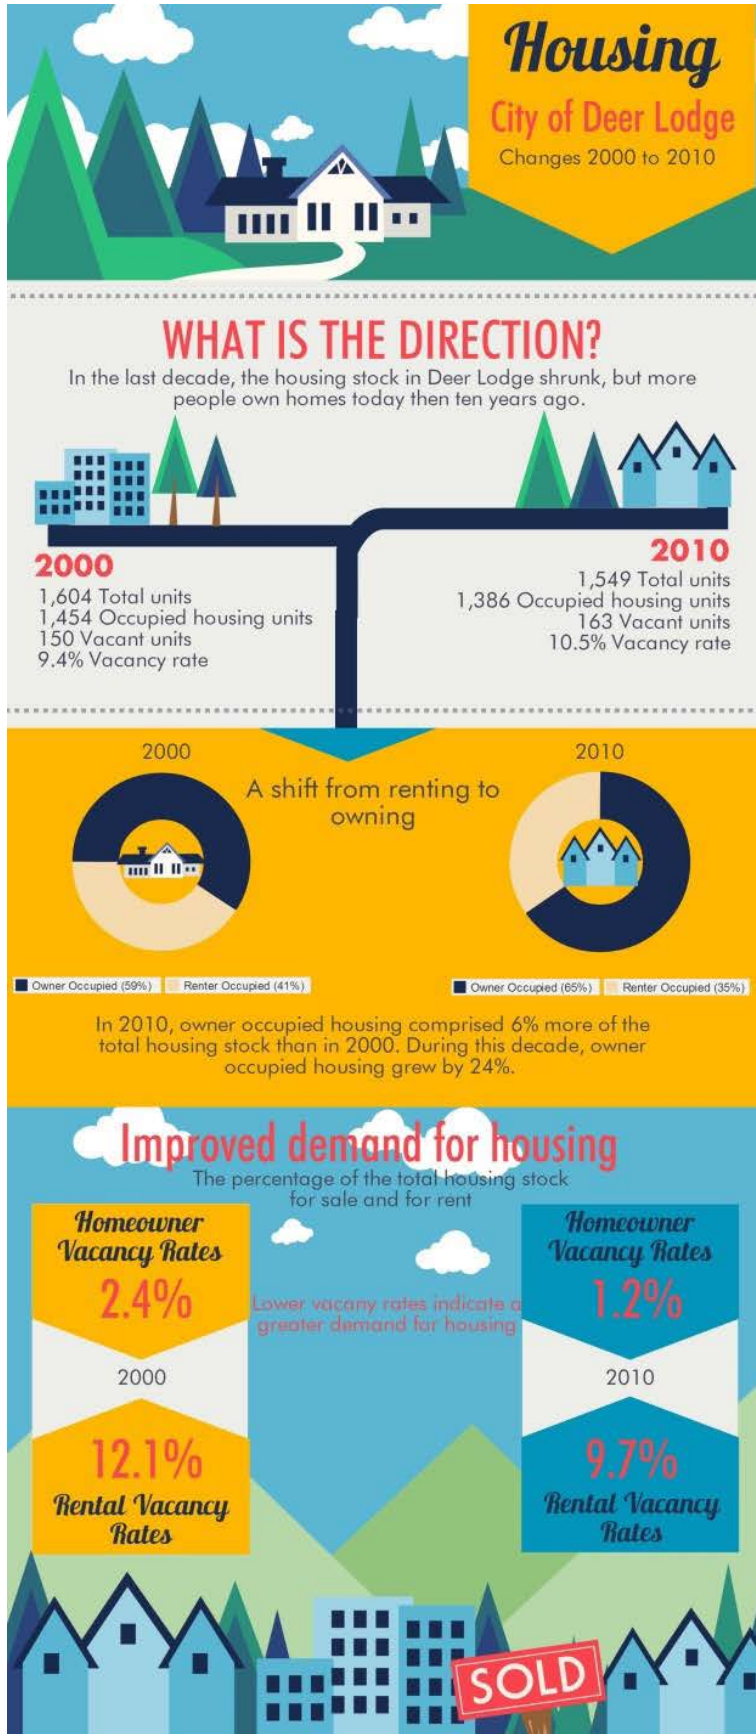 Housing
City of Deer Lodge
Changes 2000 to 2010
WHAT IS THE DIRECTION?
In the last decade, the housing stock in Deer Lodge shrunk, but more
people own homes today then ten years ago.
2000
1,604 Total units
1,454 Occupied housing units
150 Vacant units
9.4% Vacancy rate
2010
1,549 Total units
1,386 Occupied housing units
163 Vacant units
10.5% Vacancy rate
2000
A shift from renting to
owning
2010
Owner Occupied (59%)
Renter Occupied (41%)
Owner Occupied (65%)
Renter Occupied (35%)
In 2010, owner occupied housing comprised 6% more of the
total housing stock than in 2000. During this decade, owner
occupied housing grew by 24%.
Improved demand for housing
The percentage of the total housing stock
for sale and for rent
Homeowner
Vacancy Rates
2.4%
2000
12.1%
Rental Vacancy
Rates
Lower vacany rates indicate a
greater demand for housing
Homeowner
Vacancy Rates
1.2%
2010
9.7%
Rental Vacancy
Rates
SOLD